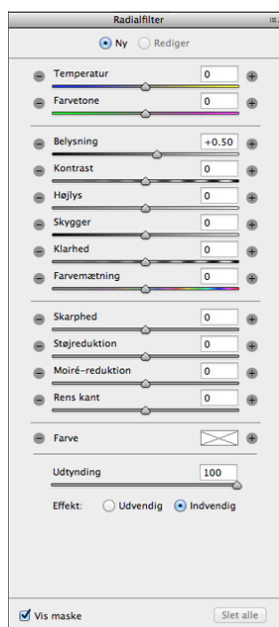 Radialfilter
Ny Rediger
Temperatur 0
Farvetone 0
Belysning +0.50
Kontrast 0
Højlys 0
Skygger 0
Klarhed 0
Farvemætning 0
Skarphed 0
Støjreduktion 0
Moiré-reduktion 0
Rens kant 0
Farve
Udtynding 100
Effekt: Udvendig Indvendig
Vis maske Slet alle